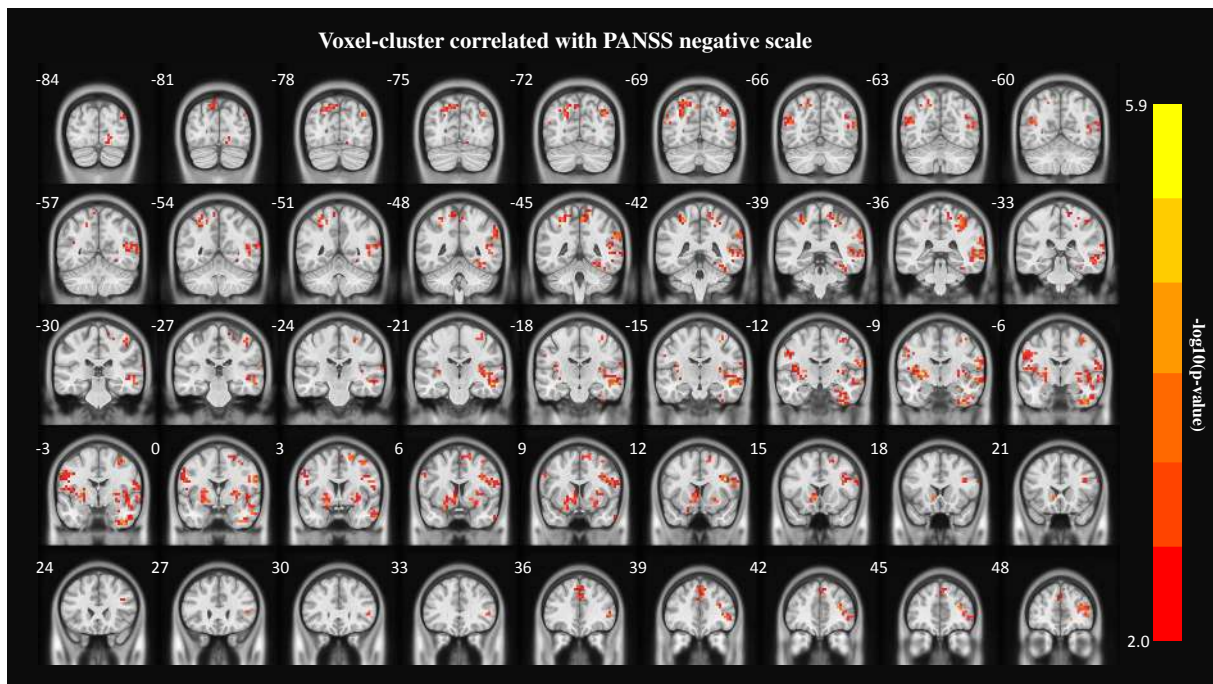 Voxel-cluster correlated with PANSS negative scale
-84 -81 -78 -75 -72 -69 -66 -63 -60
-57 -54 -51 -48 -45 -42 -39 -36 -33
-30 -27 -24 -21 -18 -15 -12 -9 -6
-3 0 3 6 9 12 15 18 21
24 27 30 33 36 39 42 45 48
5.9
-log10(p-value)
2.0